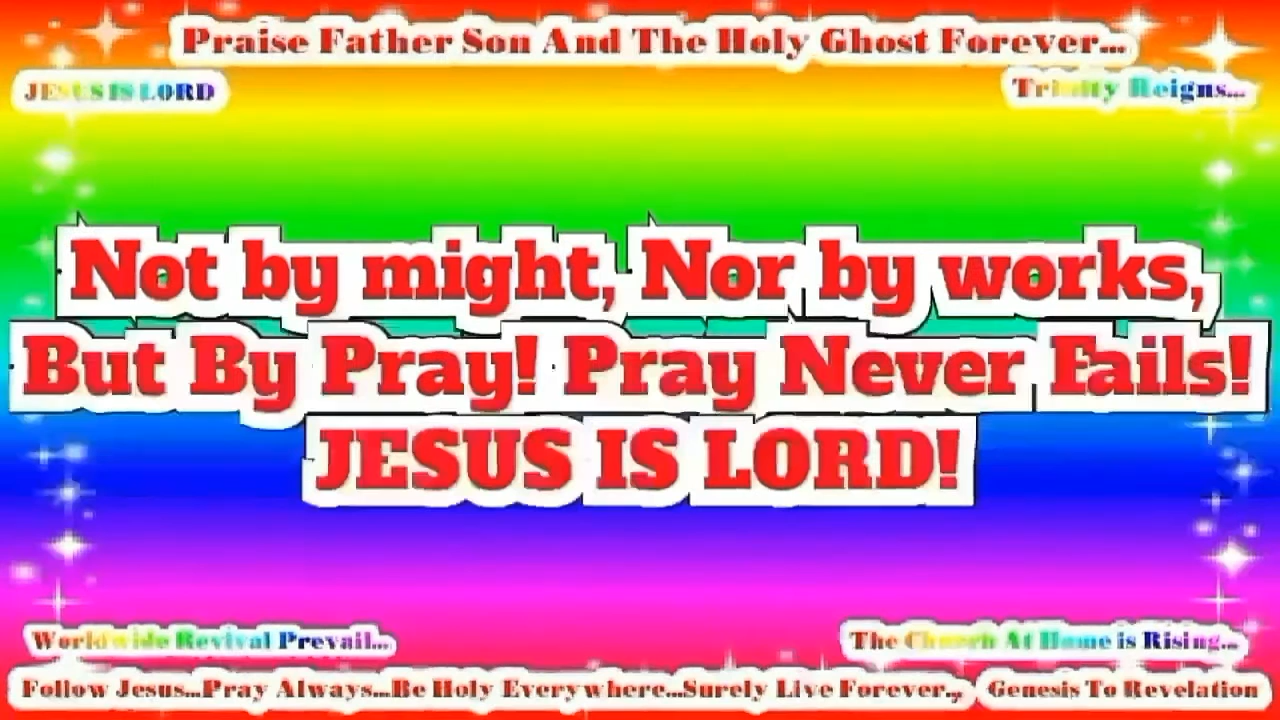 Praise Father Son And The Holy Ghost Forever...
JESUS IS LORD
Trinity Reigns...
Not by might, Nor by works,
But By Pray! Pray Never Fails!
JESUS IS LORD!
Worldwide Revival Prevail...
The Church At Home is Rising...
Follow Jesus...Pray Always...Be Holy Everywhere...Surely Live Forever.., Genesis To Revelation